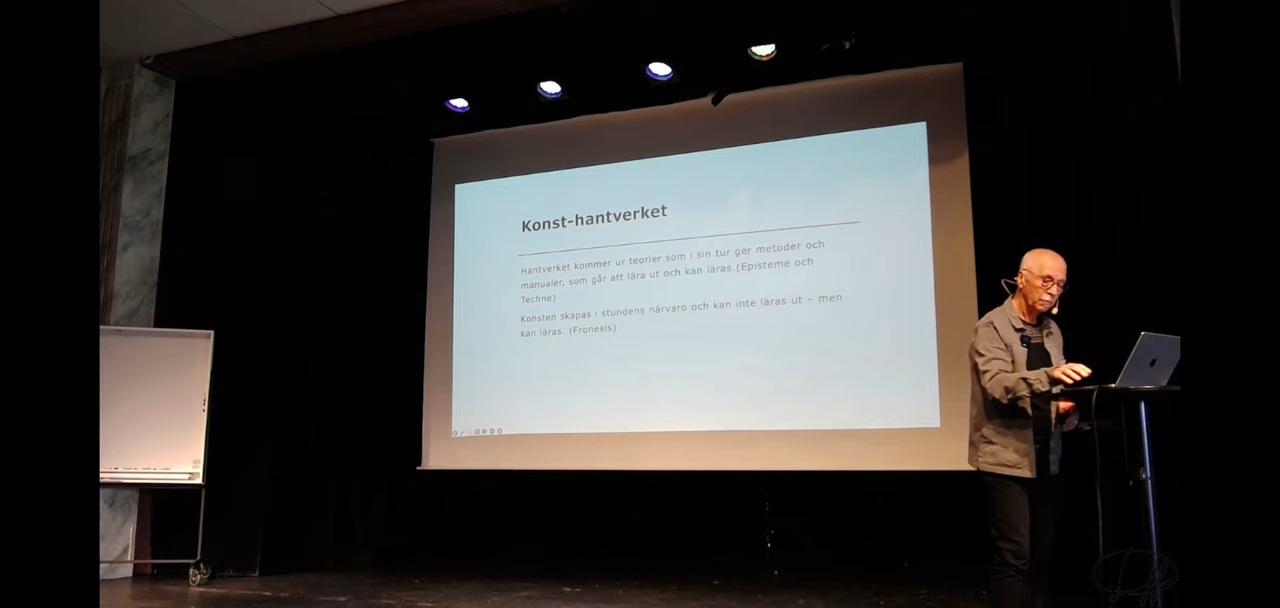 Konst-hantverket
Hantverket kommer ur teorier som i sin tur ger metoder och
manualer, som går att lära ut och kan läras.(Episteme och
Techne)
Konsten skapas i stundens närvaro och kan inte läras ut – men
kan läras. (Fronesis)